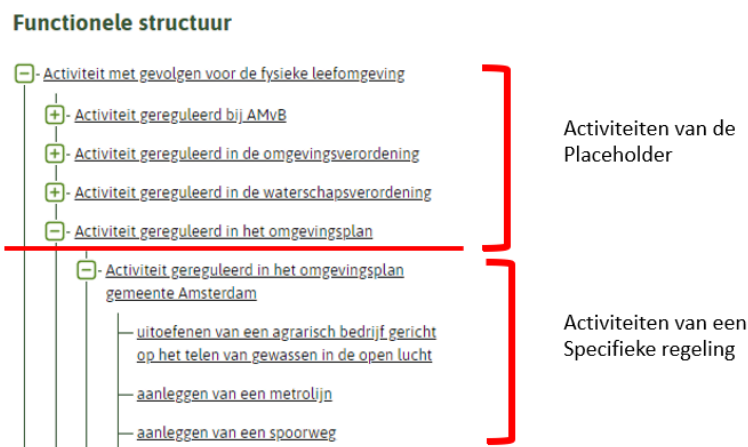 Functionele structuur
Activiteit met gevolgen voor de fysieke leefomgeving
Activiteit gereguleerd bij AMvB
Activiteit gereguleerd in de omgevingsverordening
Activiteit gereguleerd in de waterschapsverordening
Activiteit gereguleerd in het omgevingsplan
Activiteiten van de
Placeholder
Activiteit gereguleerd in het omgevingsplan
gemeente Amsterdam
uitoefenen van een agrarisch bedrijf gericht
op het telen van gewassen in de open lucht
aanleggen van een metrolijn
aanleggen van een spoorweg
Activiteiten van een
Specifieke regeling